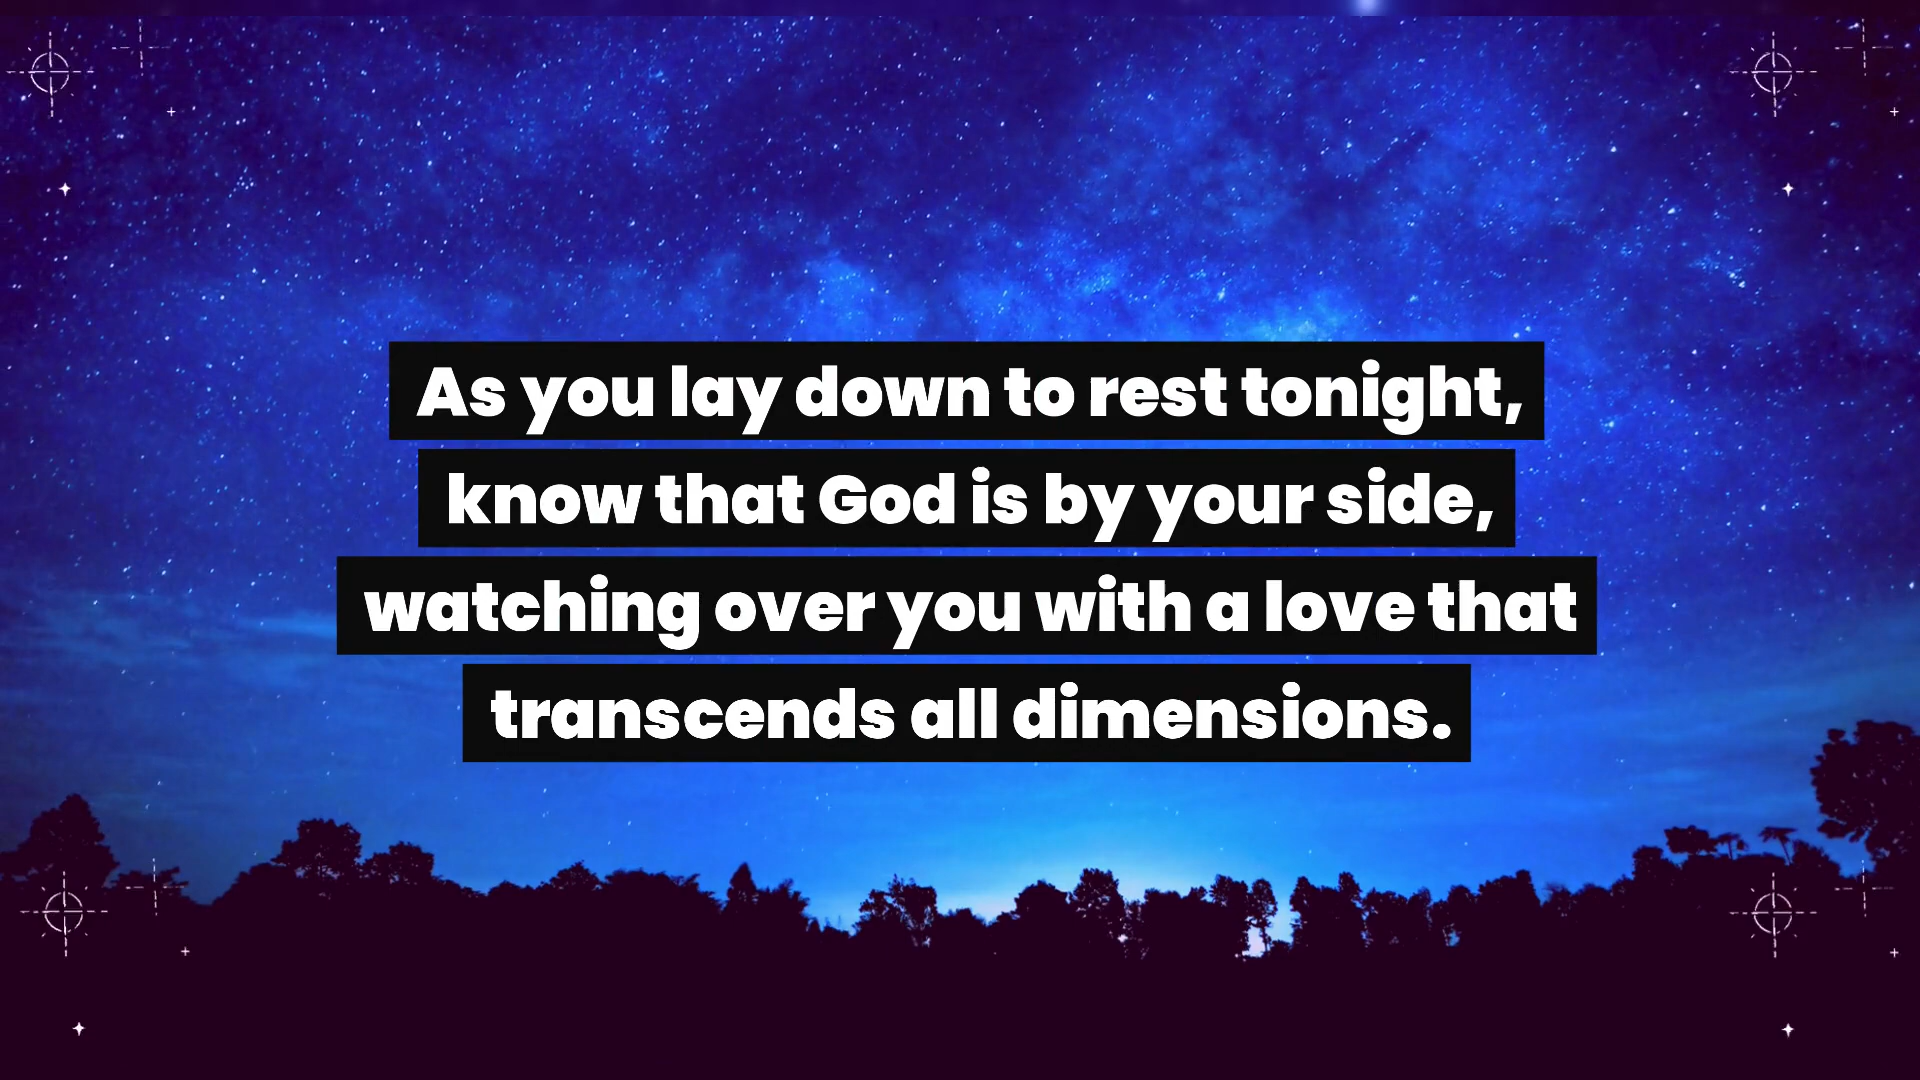 As you lay down to rest tonight,
know that God is by your side,
watching over you with a love that
transcends all dimensions.